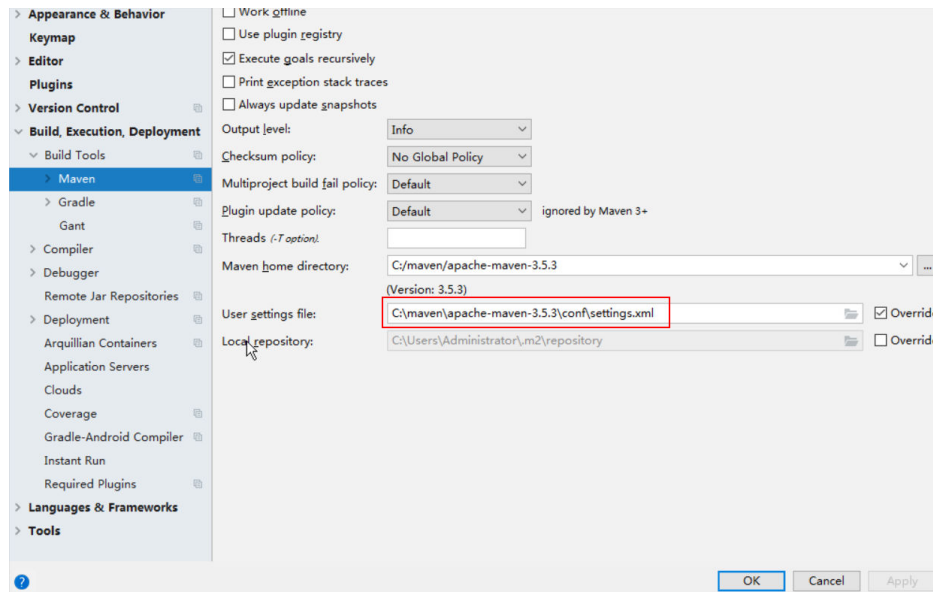 Appearance & Behavior
Keymap
Editor
Plugins
Version Control
Build, Execution, Deployment
Build Tools
Maven
Gradle
Gant
Compiler
Debugger
Remote Jar Repositories
Deployment
Arquillian Containers
Application Servers
Clouds
Coverage
Gradle-Android Compiler
Instant Run
Required Plugins
Languages & Frameworks
Tools
Work offline
Use plugin registry
Execute goals recursively
Print exception stack traces
Always update snapshots
Output level: Info
Checksum policy: No Global Policy
Multiproject build fail policy: Default
Plugin update policy: Default ignored by Maven 3+
Threads (-T option).
Maven home directory: C:/maven/apache-maven-3.5.3 ...
(Version: 3.5.3)
User settings file: C:\maven\apache-maven-3.5.3\conf\settings.xml Override
Local repository: C:\Users\Administrator\.m2\repository Override
? OK Cancel Apply